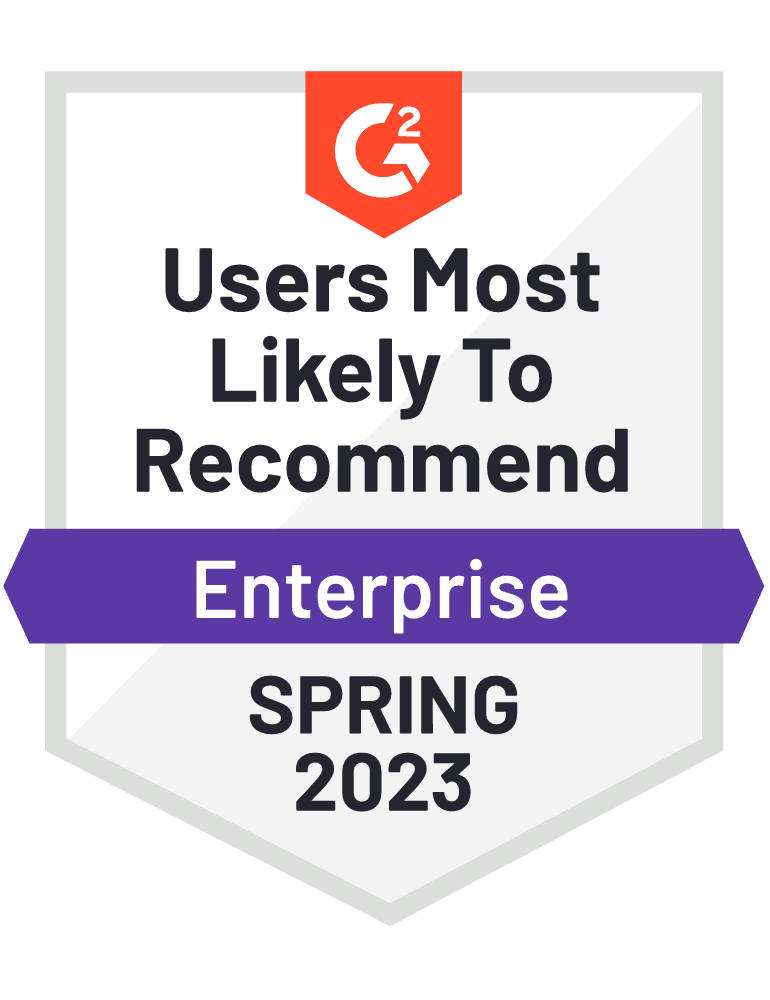 G2
Users Most
Likely To
Recommend
Enterprise
SPRING
2023